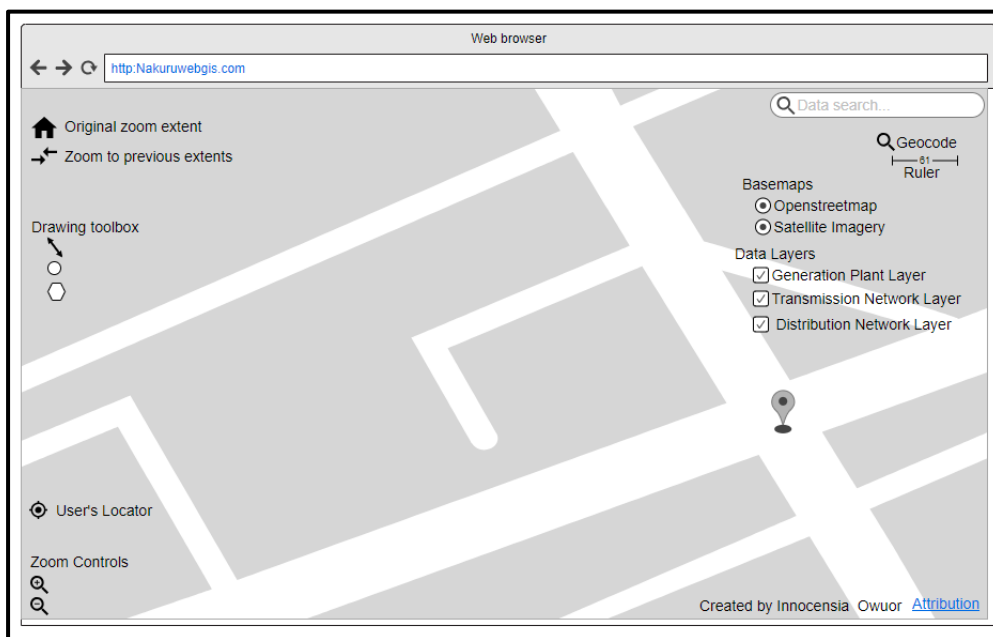 Web browser
http:Nakuruwebgis.com
Data search...
Original zoom extent
Zoom to previous extents
Geocode
61
Ruler
Basemaps
Openstreetmap
Satellite Imagery
Drawing toolbox
Data Layers
Generation Plant Layer
Transmission Network Layer
Distribution Network Layer
User's Locator
Zoom Controls
Created by Innocensia Owuor Attribution